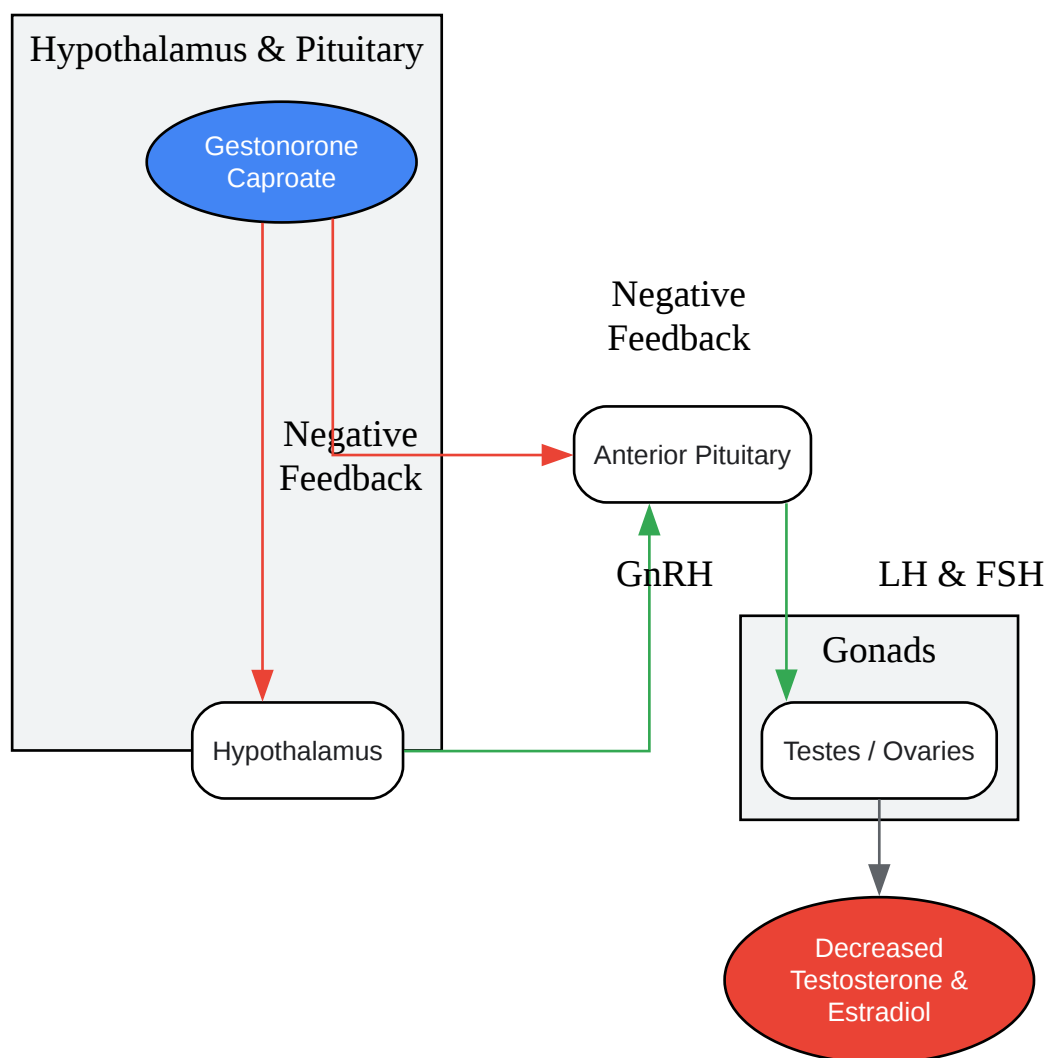 Hypothalamus & Pituitary
Gestonorone
Caproate
Negative
Feedback
Negative
Feedback
Anterior Pituitary
GnRH
LH & FSH
Gonads
Hypothalamus
Testes / Ovaries
Decreased
Testosterone &
Estradiol